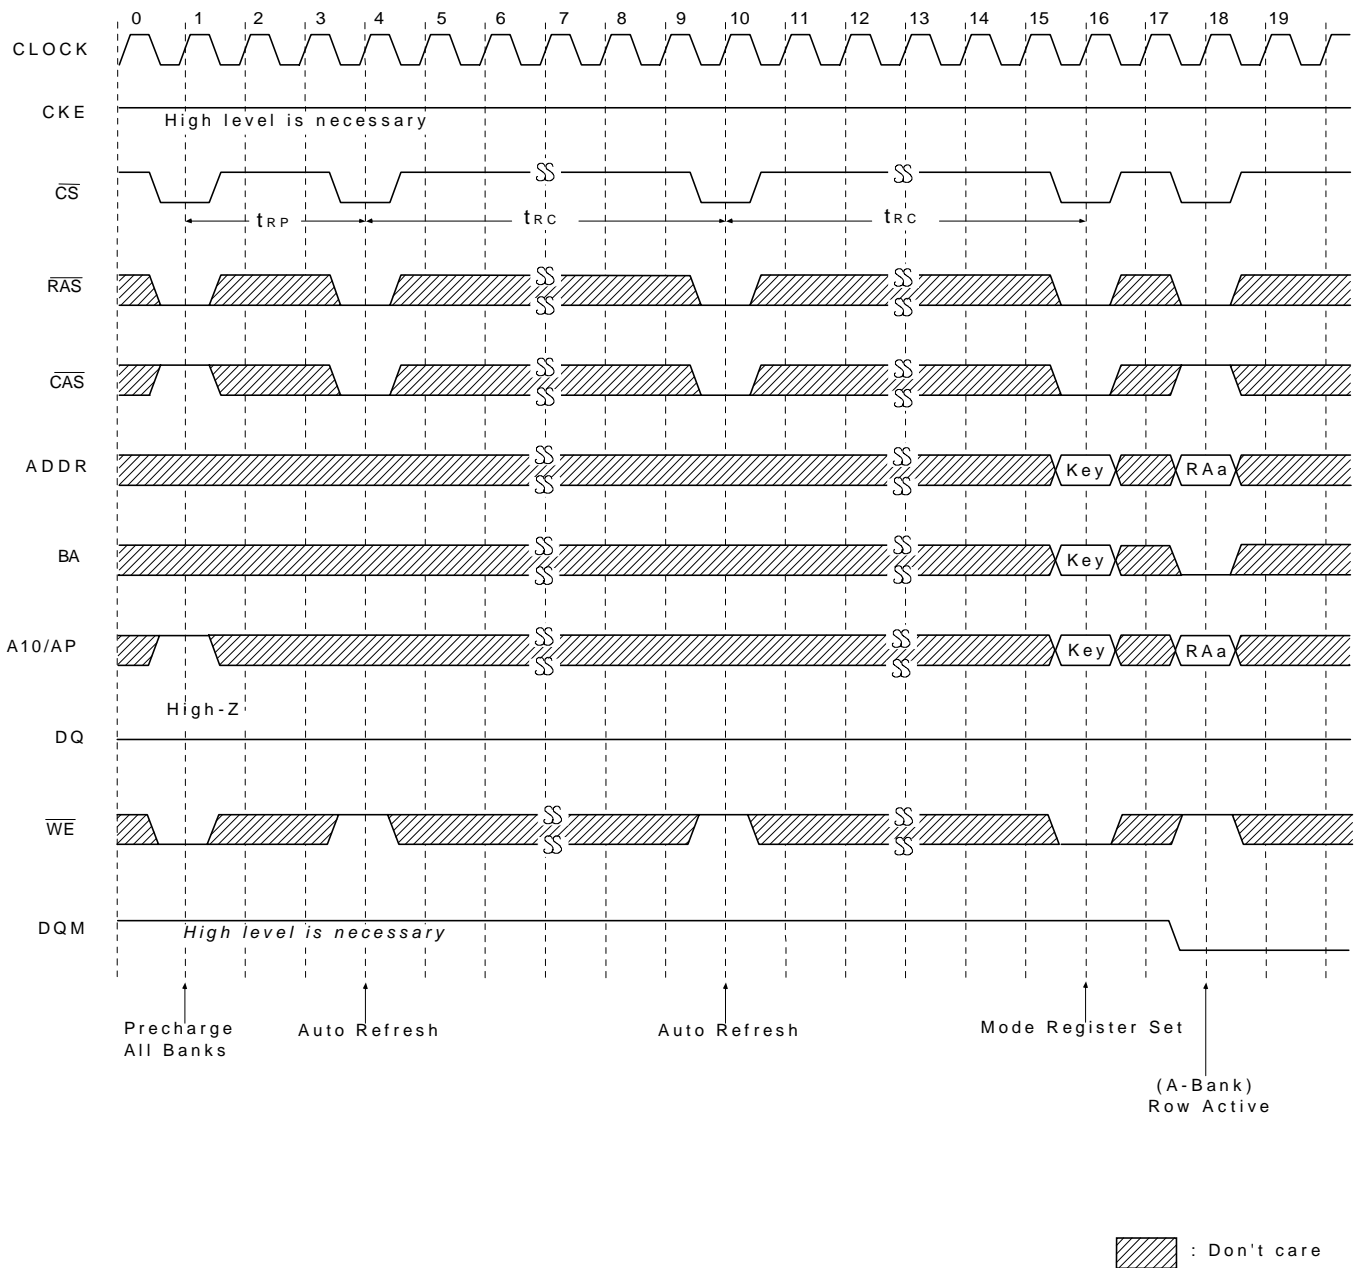 0 1 2 3 4 5 6 7 8 9 10 11 12 13 14 15 16 17 18 19
CLOCK
CKE
High level is necessary
CS
tRP tRC tRC
RAS
CAS
ADDR Key RAa
BA Key
A10/AP Key RAa
High-Z
DQ
WE
DQM
High level is necessary
Precharge
All Banks
Auto Refresh
Auto Refresh
Mode Register Set
(A-Bank)
Row Active
: Don't care